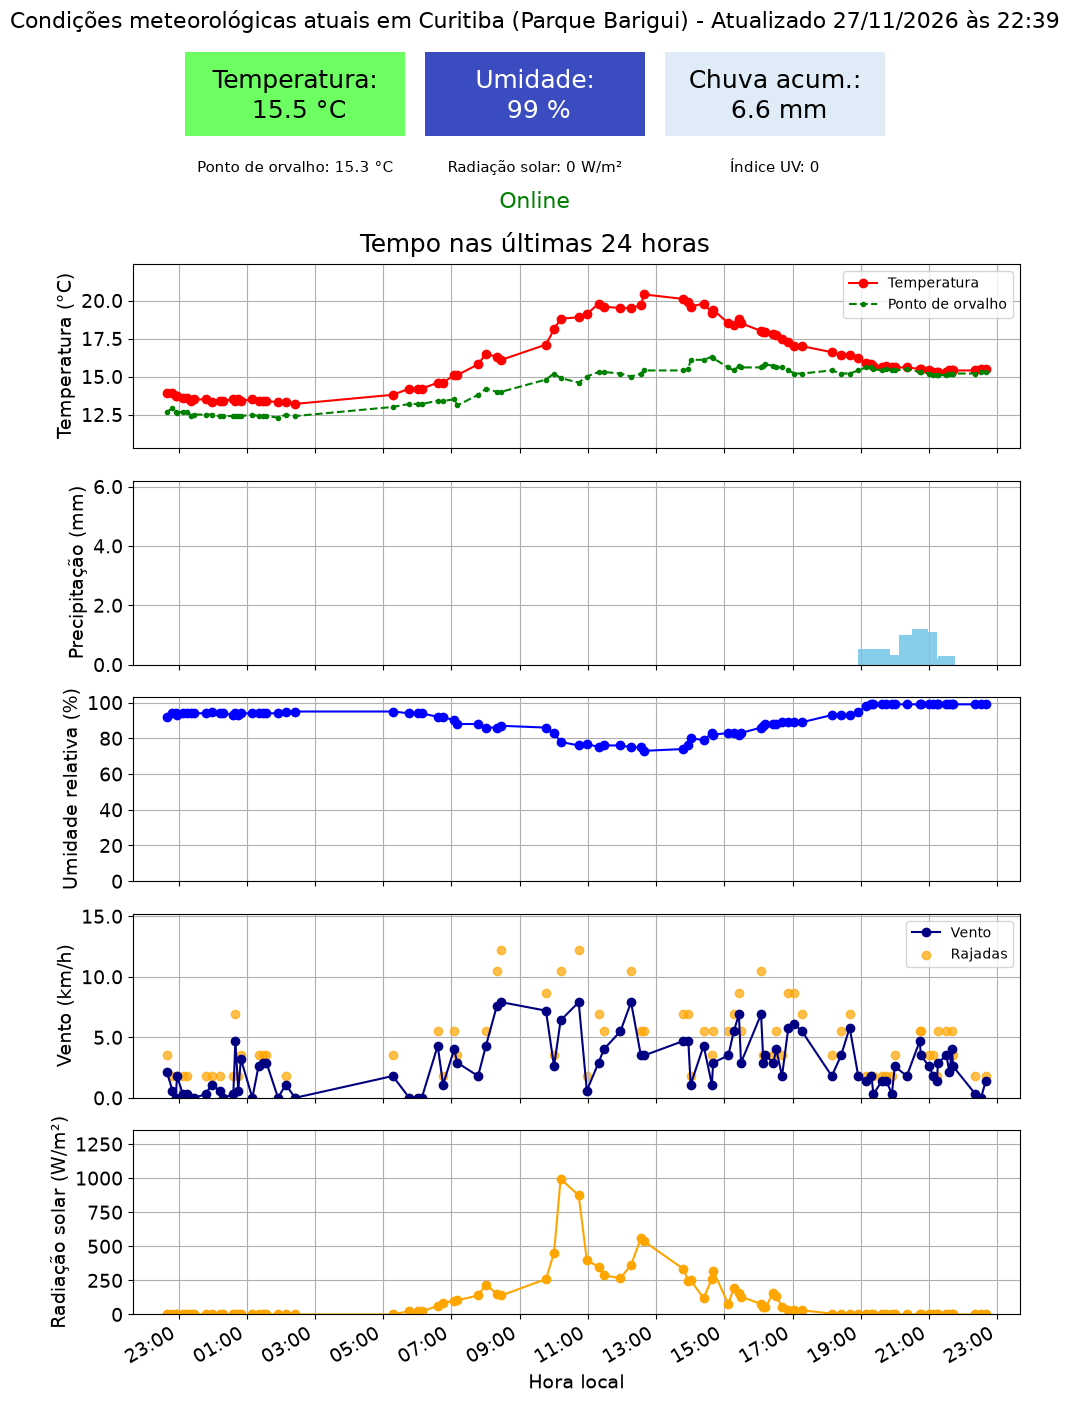 Condições meteorológicas atuais em Curitiba (Parque Barigui) - Atualizado 27/11/2026 às 22:39
Temperatura:
15.5 °C
Umidade:
99 %
Chuva acum.:
6.6 mm
Ponto de orvalho: 15.3 °C
Radiação solar: 0 W/m²
Índice UV: 0
Online
Tempo nas últimas 24 horas
Temperatura (°C)
20.0
17.5
15.0
12.5
Temperatura
Ponto de orvalho
Precipitação (mm)
6.0
4.0
2.0
0.0
Umidade relativa (%)
100
80
60
40
20
0
Vento (km/h)
15.0
10.0
5.0
0.0
Vento
Rajadas
Radiação solar (W/m²)
1250
1000
750
500
250
0
23:00
01:00
03:00
05:00
07:00
09:00
11:00
13:00
15:00
17:00
19:00
21:00
23:00
Hora local